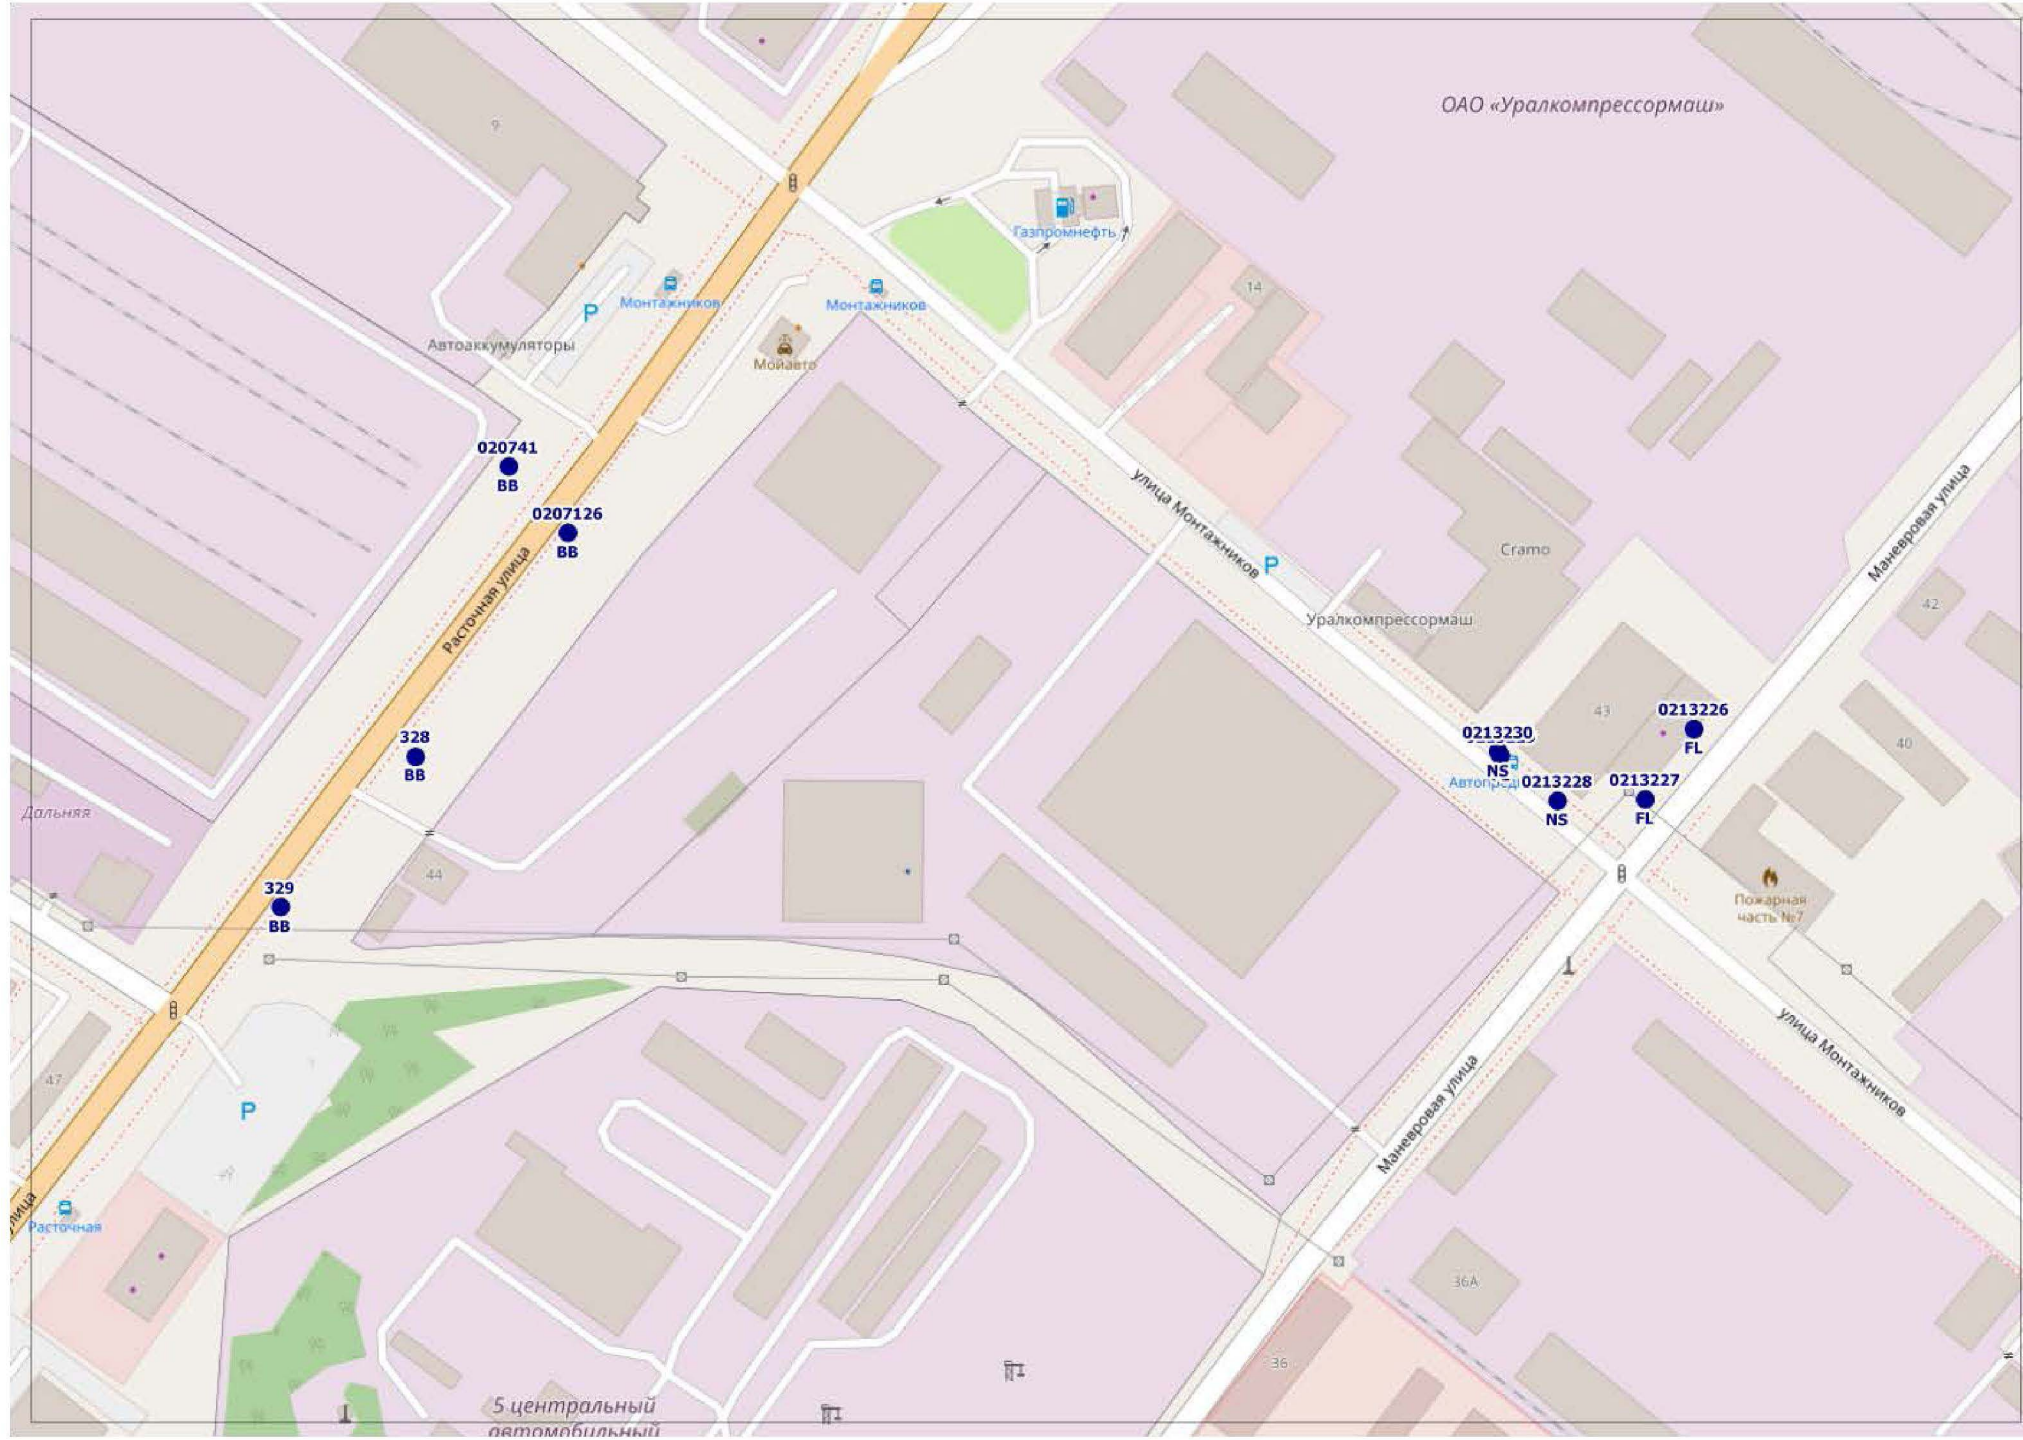 ОАО «Уралкомпрессормаш»
9
Газпромнефть
14
P
Монтажников
Монтажников
Автоаккумуляторы
Мойавто
020741
BB
0207126
BB
улица Монтажников
P
Маневровая улица
Cramo
Расточная улица
42
Уралкомпрессормаш
328
BB
43
0213226
FL
0213230
NS
40
0213228
NS
0213227
FL
Дальняя
44
329
BB
Пожарная
часть №7
улица Монтажников
47
P
Маневровая улица
Расточная
36А
36
5 центральный
автомобильный